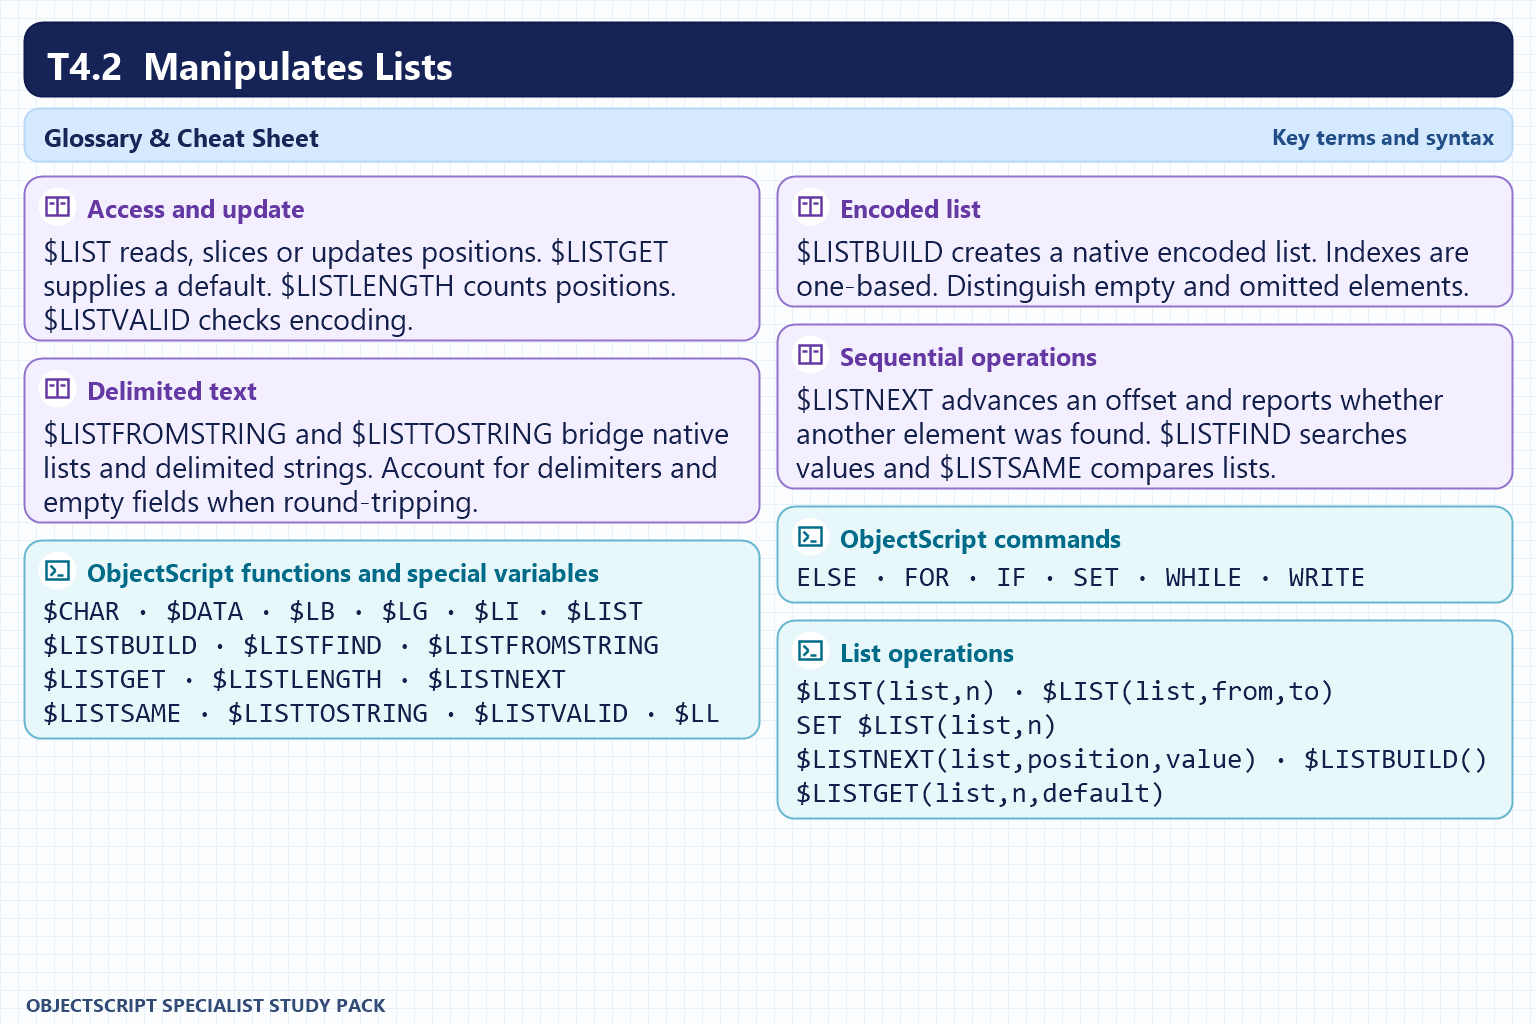 T4.2 Manipulates Lists
Glossary & Cheat Sheet
Key terms and syntax
Access and update
$LIST reads, slices or updates positions. $LISTGET
supplies a default. $LISTLENGTH counts positions.
$LISTVALID checks encoding.
Delimited text
$LISTFROMSTRING and $LISTTOSTRING bridge native
lists and delimited strings. Account for delimiters and
empty fields when round-tripping.
ObjectScript functions and special variables
$CHAR · $DATA · $LB · $LG · $LI · $LIST
$LISTBUILD · $LISTFIND · $LISTFROMSTRING
$LISTGET · $LISTLENGTH · $LISTNEXT
$LISTSAME · $LISTTOSTRING · $LISTVALID · $LL
Encoded list
$LISTBUILD creates a native encoded list. Indexes are
one-based. Distinguish empty and omitted elements.
Sequential operations
$LISTNEXT advances an offset and reports whether
another element was found. $LISTFIND searches
values and $LISTSAME compares lists.
ObjectScript commands
ELSE · FOR · IF · SET · WHILE · WRITE
List operations
$LIST(list,n) · $LIST(list,from,to)
SET $LIST(list,n)
$LISTNEXT(list,position,value) · $LISTBUILD()
$LISTGET(list,n,default)
OBJECTSCRIPT SPECIALIST STUDY PACK